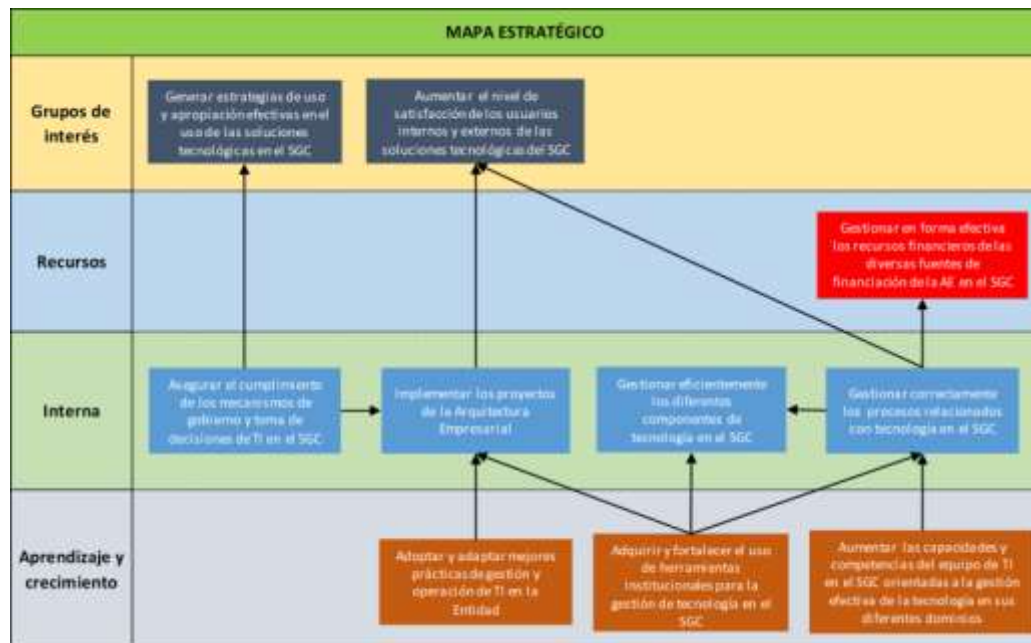 MAPA ESTRATÉGICO
Grupos de
interés
Generar estrategias de uso
y apropiación efectivas en el
uso de las soluciones
tecnológicas en el SGC
Aumentar el nivel de
satisfacción de los usuarios
internos y externos de las
soluciones tecnológicas del SGC
Recursos
Gestionar en forma efectiva
los recursos financieros de las
diversas fuentes de
financiación de la AE en el SGC
Interna
Asegurar el cumplimiento
de los mecanismos de
gobierno y toma de
decisiones de TI en el SGC
Implementar los proyectos
de la Arquitectura
Empresarial
Gestionar eficientemente
los diferentes
componentes de
tecnología en el SGC
Gestionar correctamente
los procesos relacionados
con tecnología en el SGC
Aprendizaje y
crecimiento
Adoptar y adaptar mejores
prácticas de gestión y
operación de TI en la
Entidad
Adquirir y fortalecer el uso
de herramientas
institucionales para la
gestión de tecnología en el
SGC
Aumentar las capacidades y
competencias del equipo de TI
en el SGC orientadas a la gestión
efectiva de la tecnología en sus
diferentes dominios